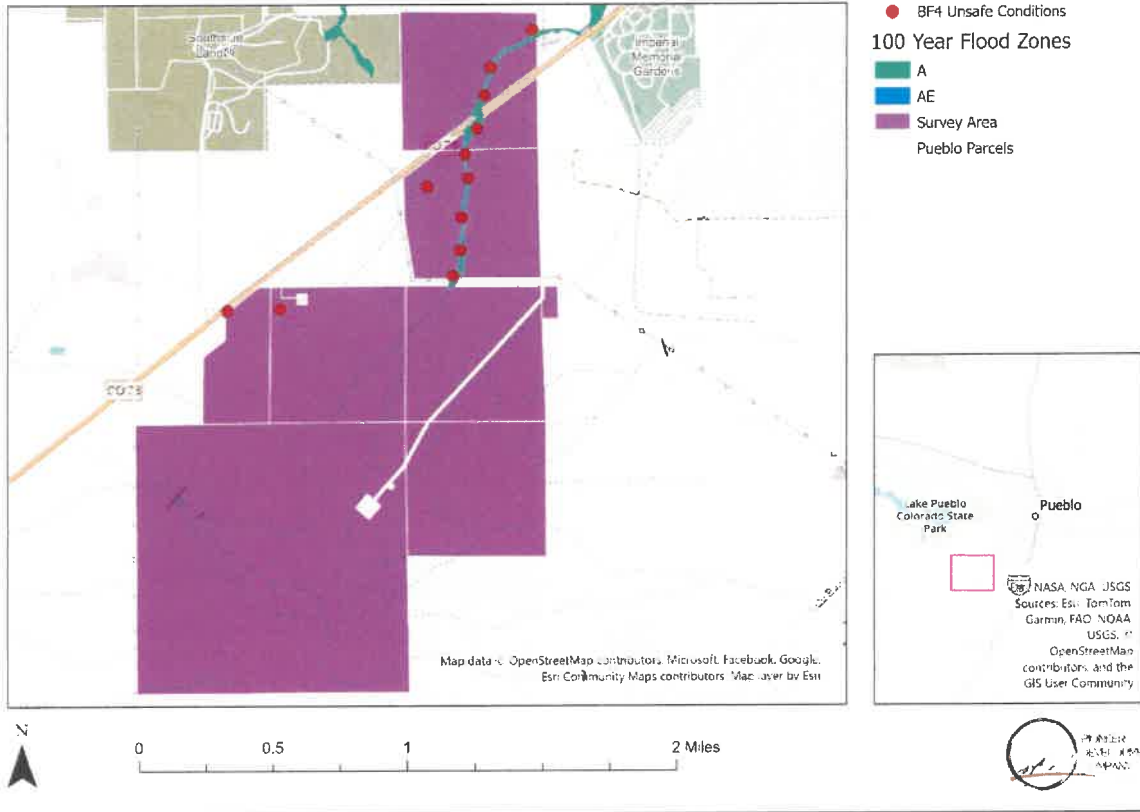 BF4 Unsafe Conditions
100 Year Flood Zones
A
AE
Survey Area
Pueblo Parcels
Imperial
Memorial
Gardens
Map data © OpenStreetMap contributors, Microsoft, Facebook, Google,
Esri Community Maps contributors, Map layer by Esri
Lake Pueblo
Colorado State
Park
Pueblo
NASA, NGA, USGS
Sources: Esri, TomTom
Garmin, FAO, NOAA
USGS, ©
OpenStreetMap
contributors, and the
GIS User Community
N
0
0.5
1
2 Miles
PIONEER